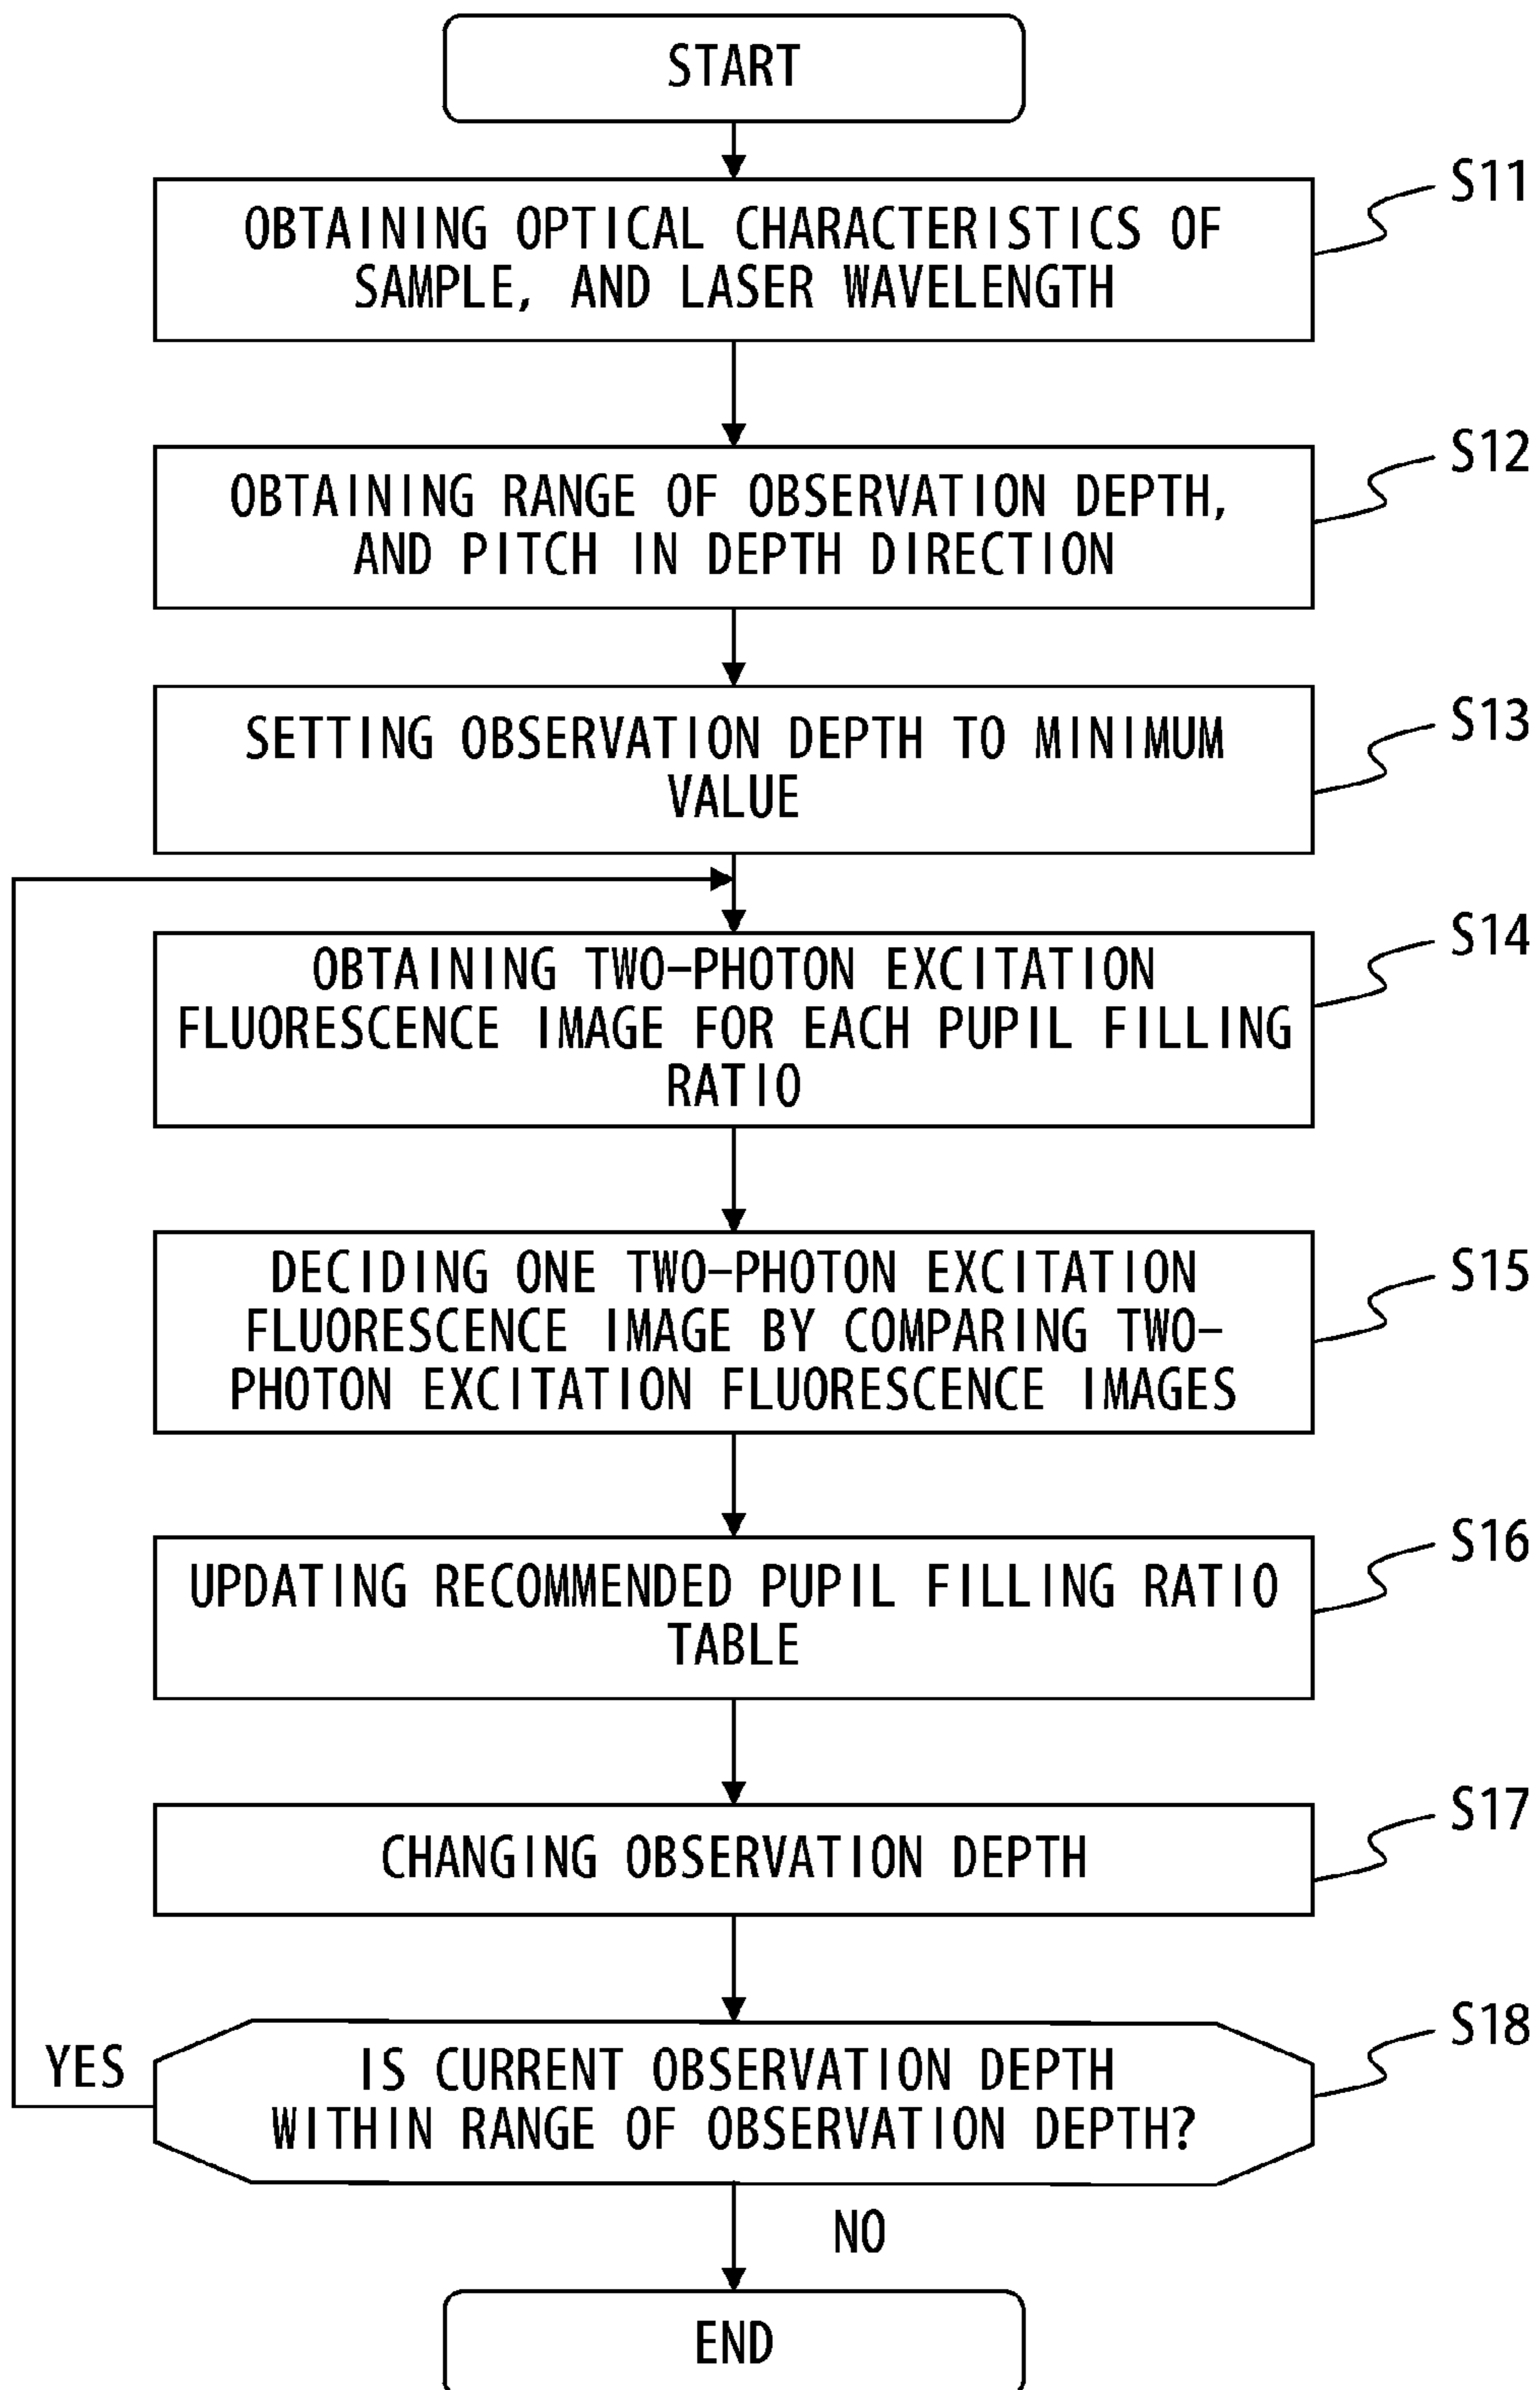 START
S11
OBTAINING OPTICAL CHARACTERISTICS OF
SAMPLE, AND LASER WAVELENGTH
S12
OBTAINING RANGE OF OBSERVATION DEPTH,
AND PITCH IN DEPTH DIRECTION
S13
SETTING OBSERVATION DEPTH TO MINIMUM
VALUE
S14
OBTAINING TWO-PHOTON EXCITATION
FLUORESCENCE IMAGE FOR EACH PUPIL FILLING
RATIO
S15
DECIDING ONE TWO-PHOTON EXCITATION
FLUORESCENCE IMAGE BY COMPARING TWO-
PHOTON EXCITATION FLUORESCENCE IMAGES
S16
UPDATING RECOMMENDED PUPIL FILLING RATIO
TABLE
S17
CHANGING OBSERVATION DEPTH
S18
YES
IS CURRENT OBSERVATION DEPTH
WITHIN RANGE OF OBSERVATION DEPTH?
NO
END